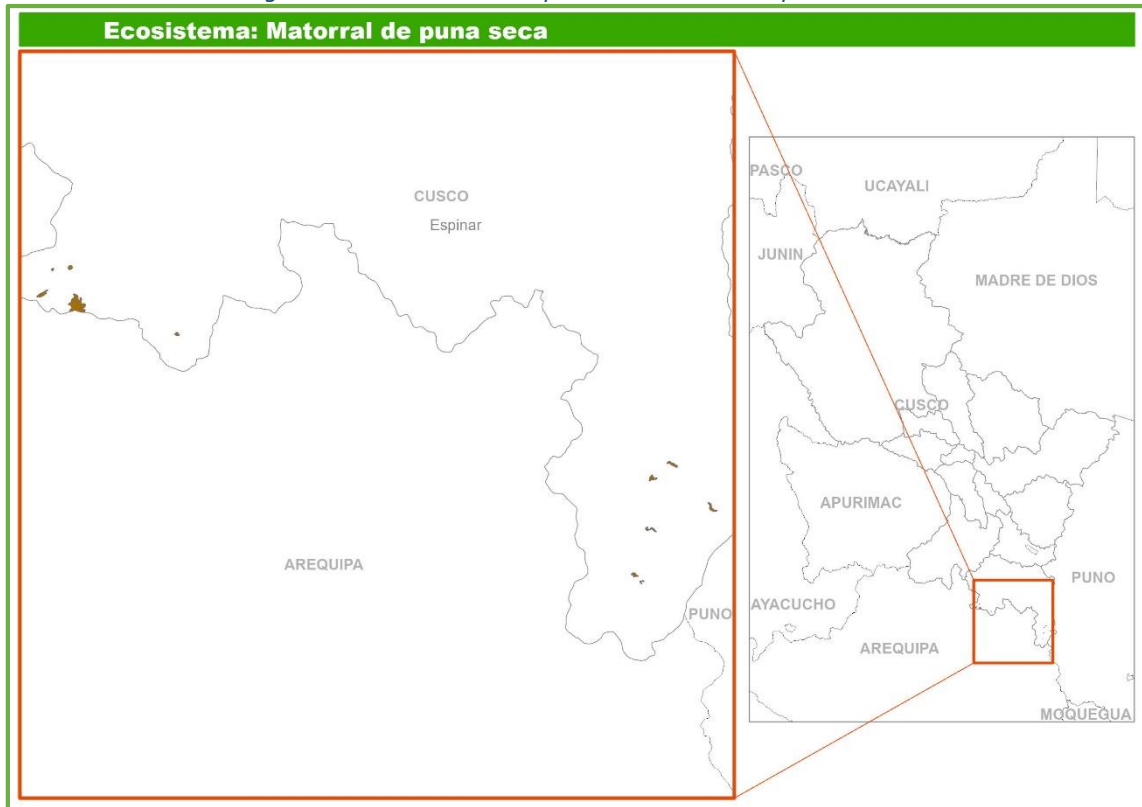 Ecosistema: Matorral de puna seca
CUSCO
Espinar
AREQUIPA
PUNO
PASCO
UCAYALI
JUNIN
MADRE DE DIOS
CUSCO
APURIMAC
PUNO
AYACUCHO
AREQUIPA
MOQUEGUA